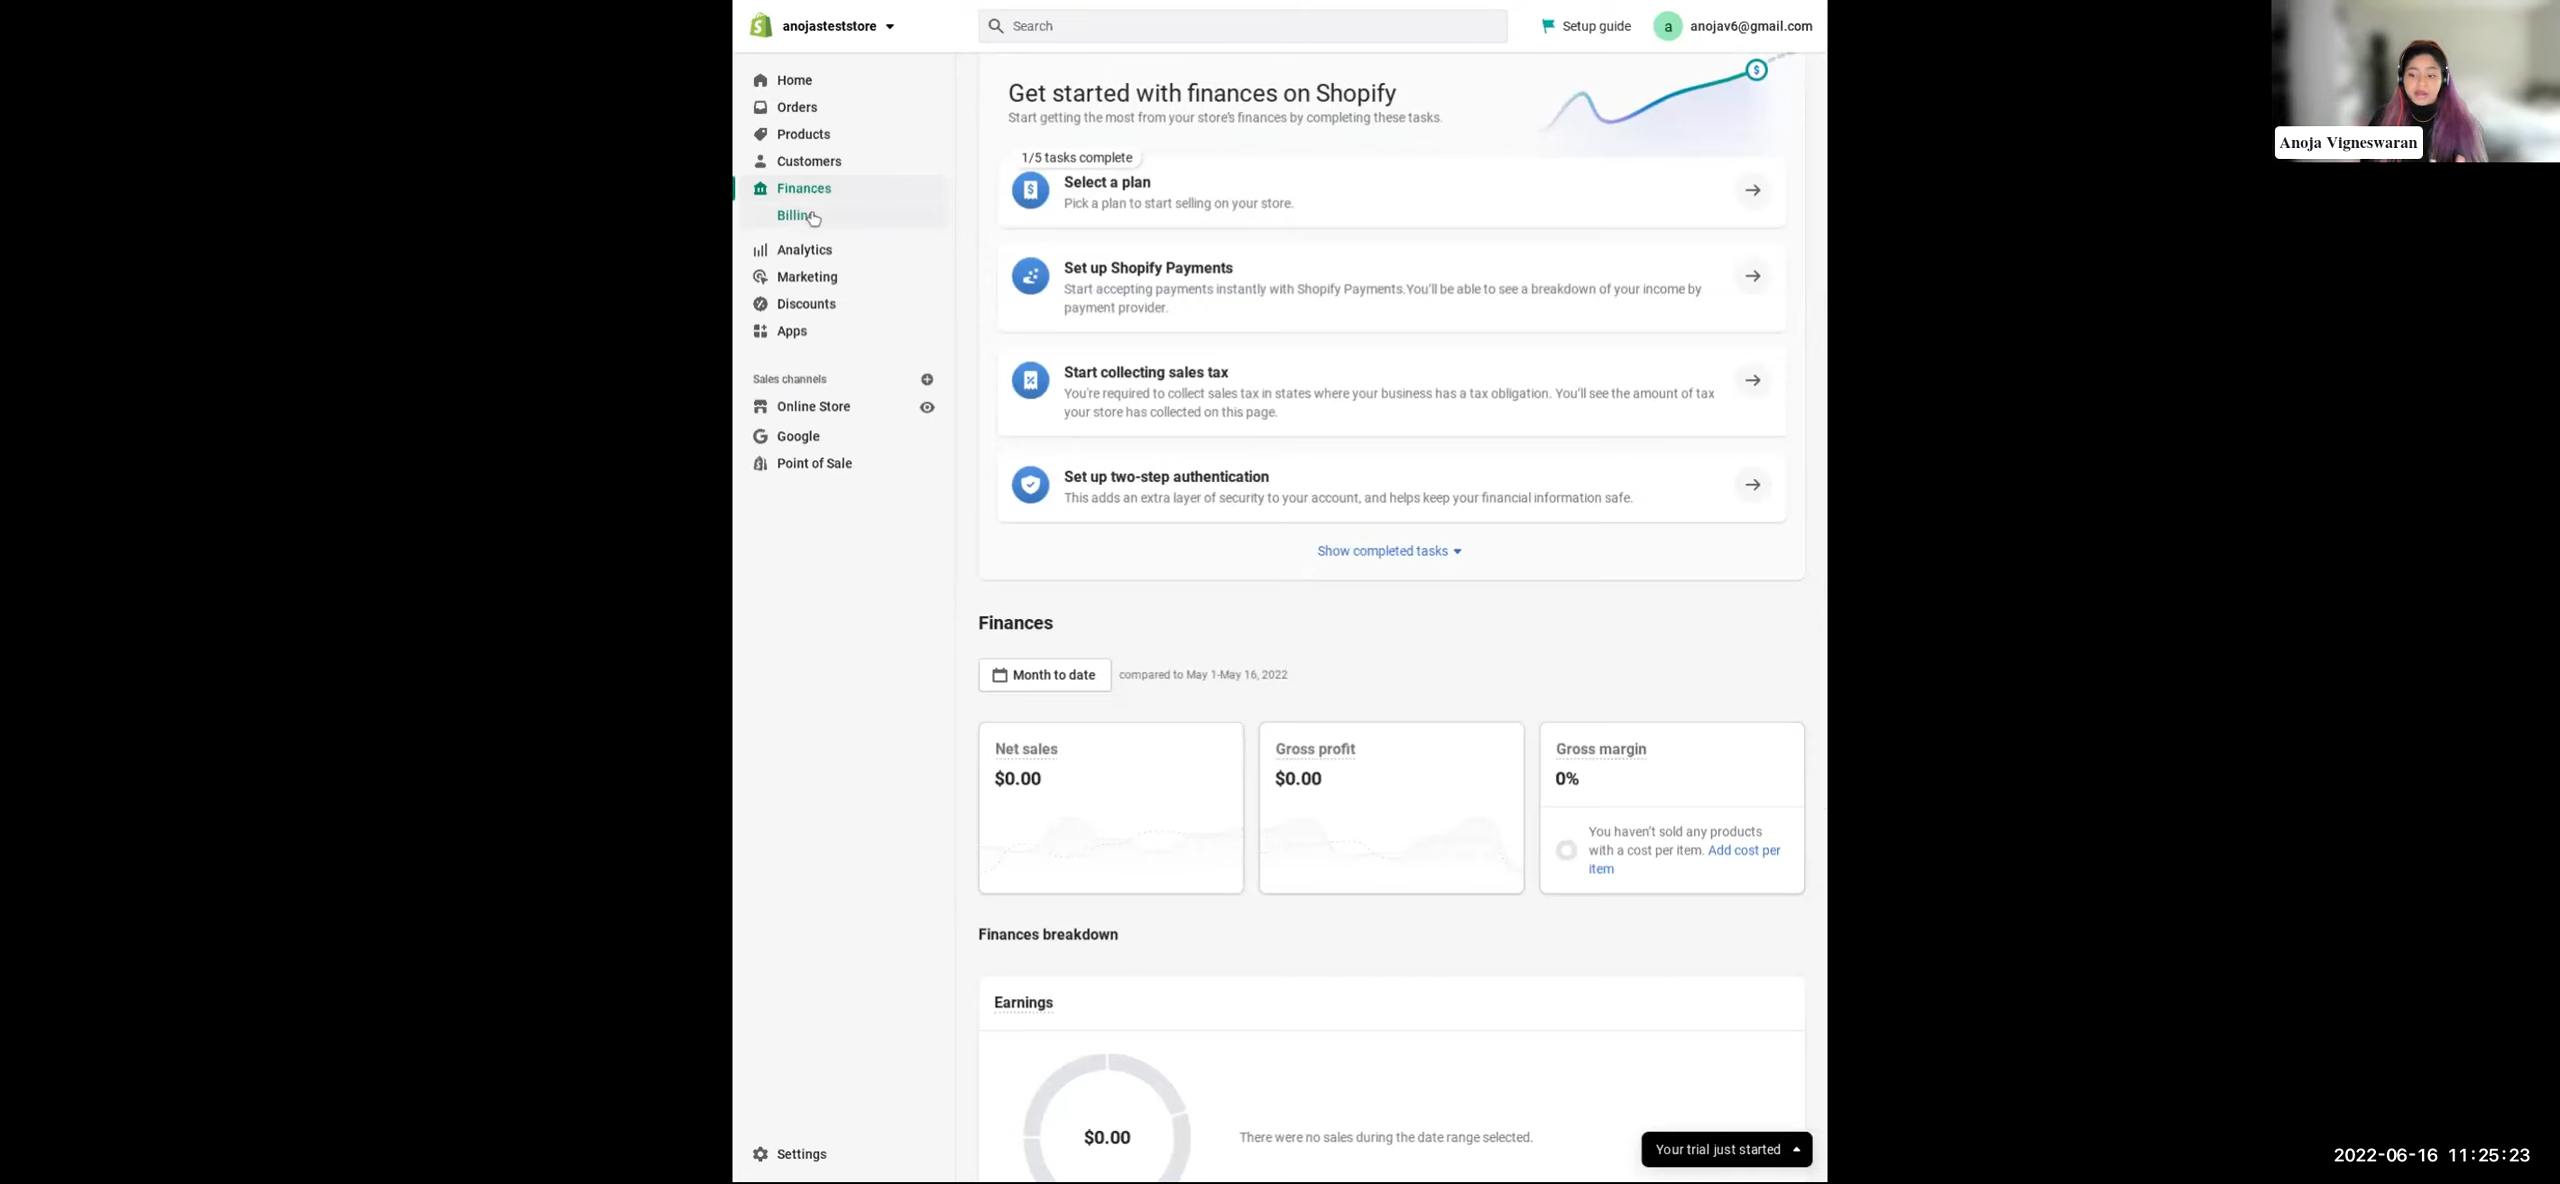 anojasteststore
Search
Setup guide
a
anojav6@gmail.com
Anoja Vigneswaran
Home
Orders
Products
Customers
Finances
Analytics
Marketing
Discounts
Apps
Sales channels
Online Store
Google
Point of Sale
Settings
Get started with finances on Shopify
Start getting the most from your store's finances by completing these tasks.
1/5 tasks complete
Select a plan
Pick a plan to start selling on your store.
Set up Shopify Payments
Start accepting payments instantly with Shopify Payments.You'll be able to see a breakdown of your income by
payment provider.
Start collecting sales tax
You're required to collect sales tax in states where your business has a tax obligation. You'll see the amount of tax
your store has collected on this page.
Set up two-step authentication
This adds an extra layer of security to your account, and helps keep your financial information safe.
Show completed tasks
Finances
Month to date
compared to May 1-May 16, 2022
Net sales
$0.00
Gross profit
$0.00
Gross margin
0%
You haven't sold any products
with a cost per item. Add cost per
item
Finances breakdown
Earnings
$0.00
There were no sales during the date range selected.
Your trial just started
2022-06-16 11:25:23